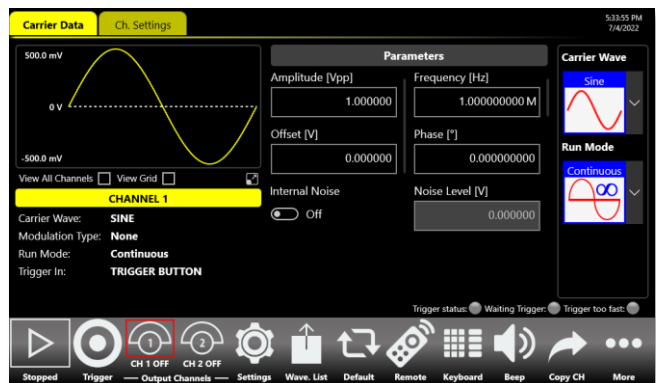 Carrier Data
Ch. Settings
5:33:55 PM
7/4/2022
500.0 mV
0 V
-500.0 mV
View All Channels
View Grid
CHANNEL 1
Carrier Wave: SINE
Modulation Type: None
Run Mode: Continuous
Trigger In: TRIGGER BUTTON
Parameters
Amplitude [Vpp]
1.000000
Frequency [Hz]
1.000000000 M
Offset [V]
0.000000
Phase [°]
0.000000000
Internal Noise
Off
Noise Level [V]
0.000000
Carrier Wave
Sine
Run Mode
Continuous
Trigger status: Waiting Trigger: Trigger too fast:
1
2
CH 1 OFF
CH 2 OFF
Stopped
Trigger
Output Channels
Settings
Wave. List
Default
Remote
Keyboard
Beep
Copy CH
More